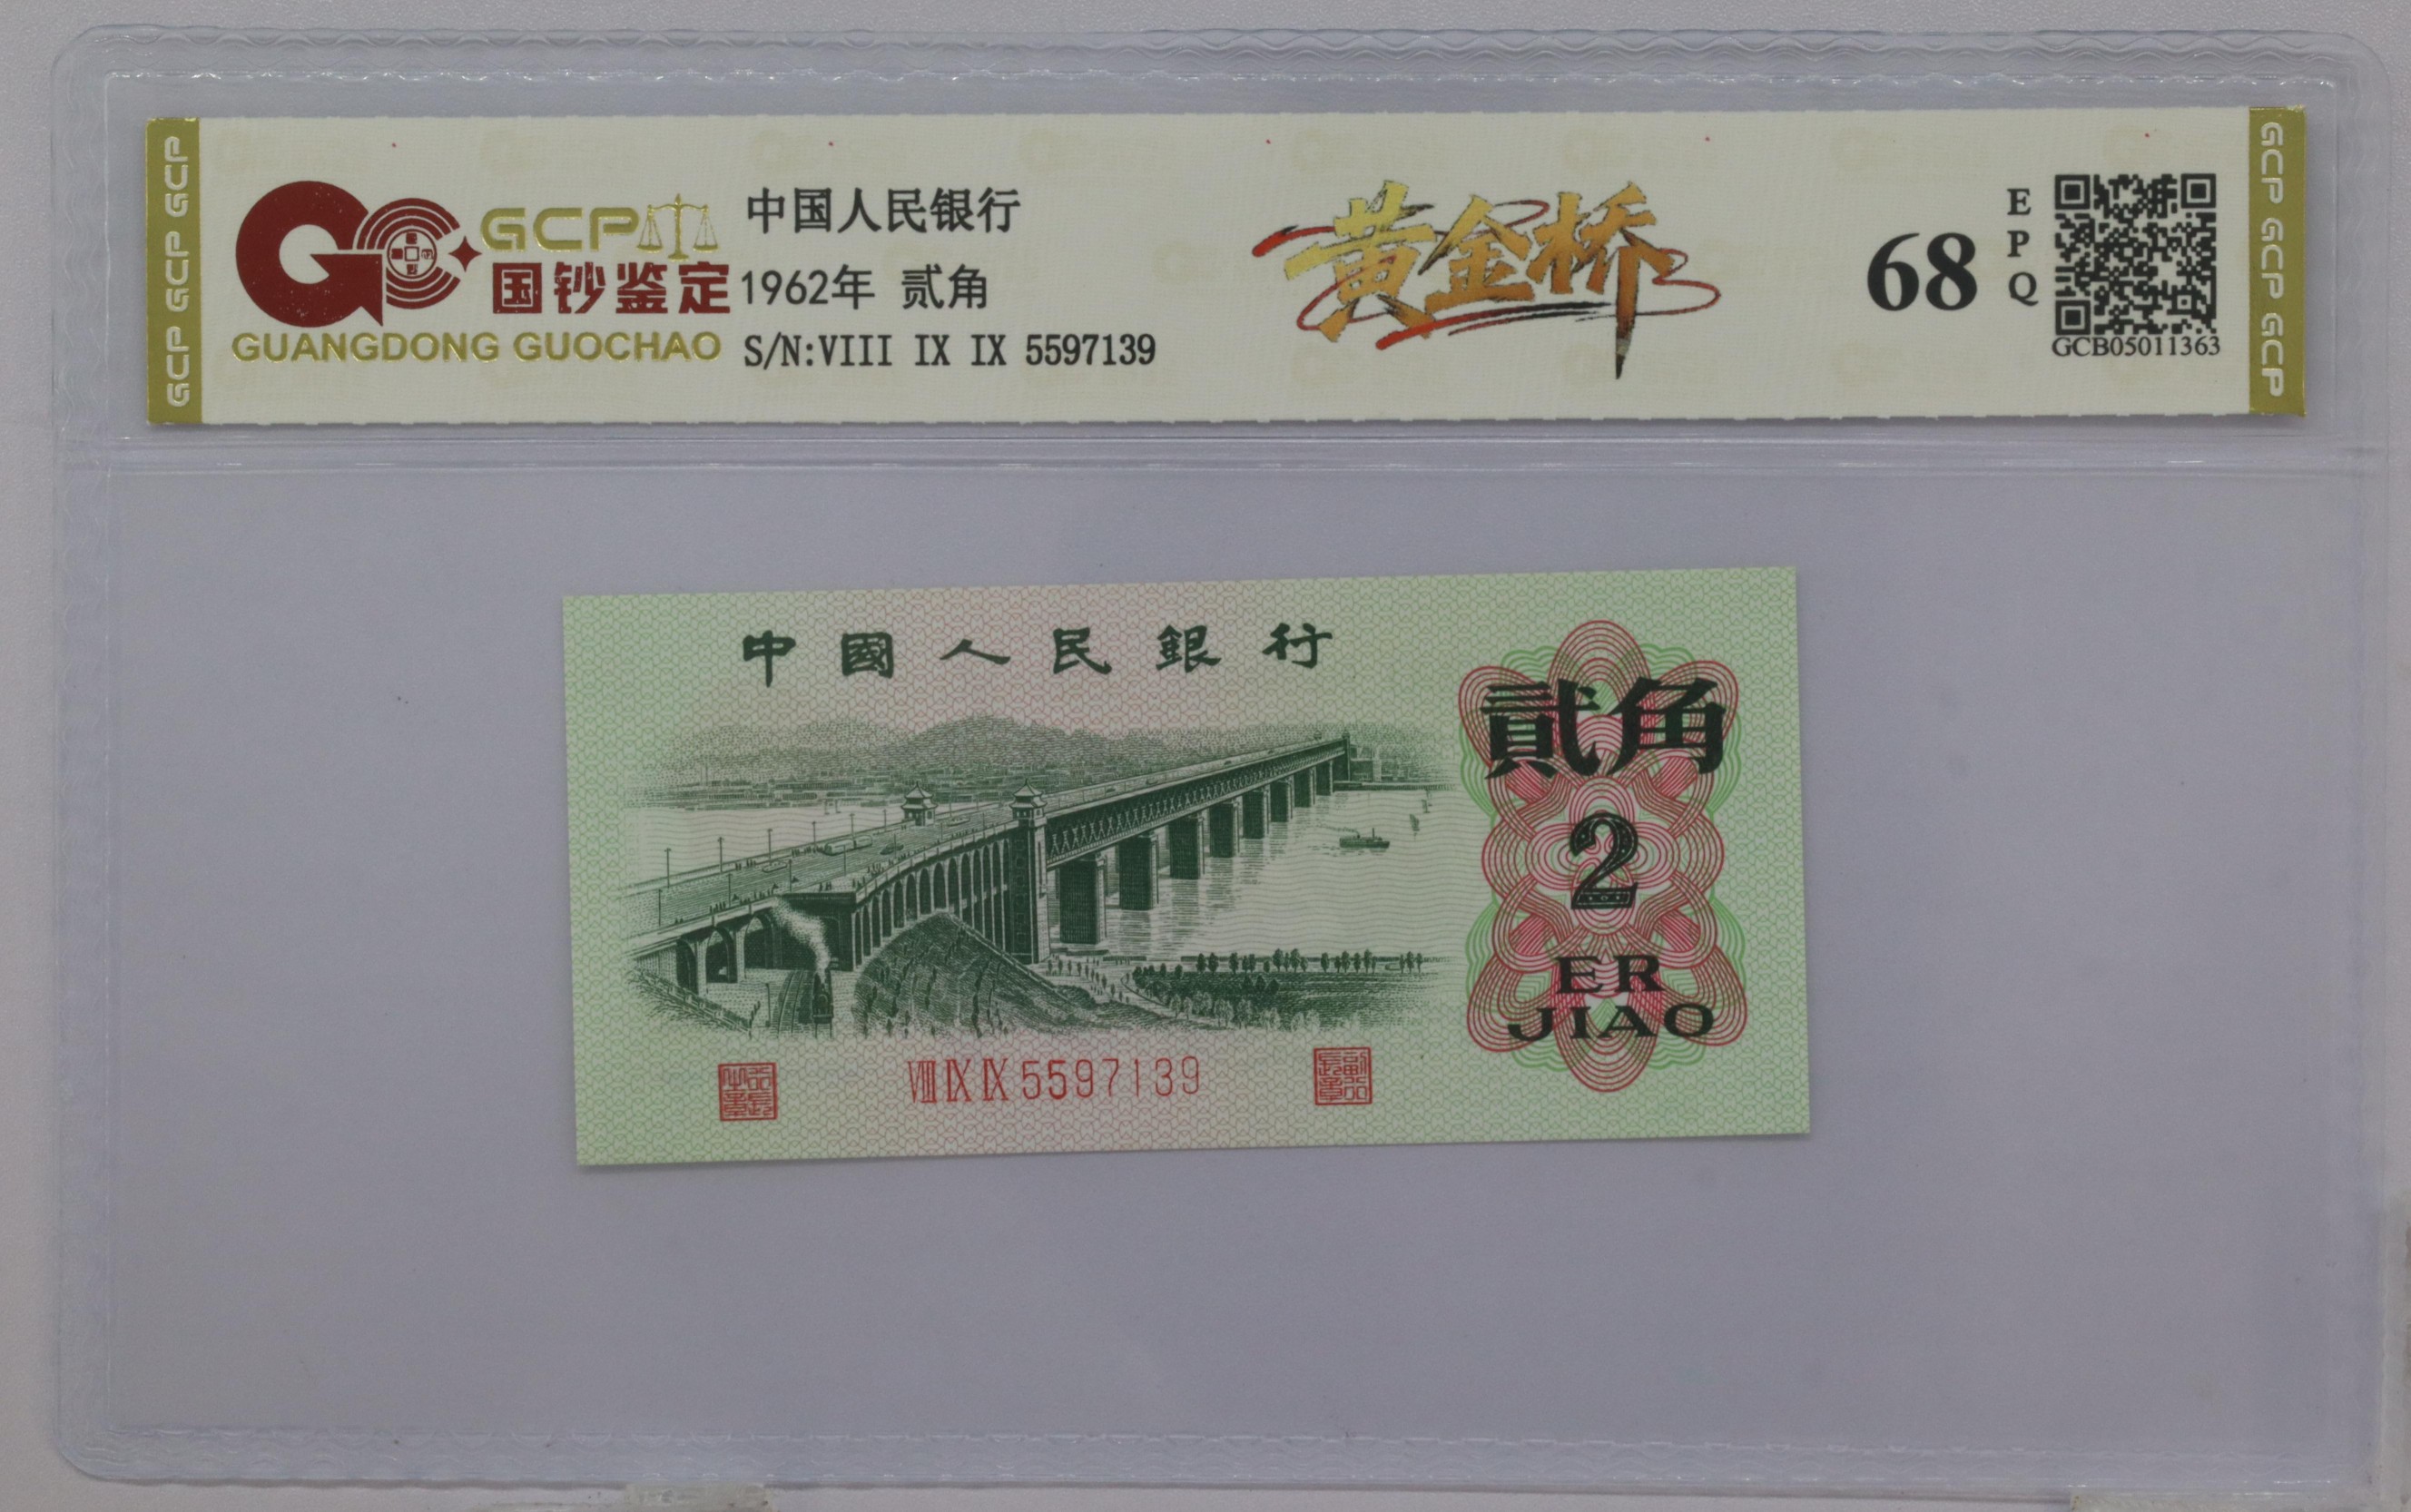 GCP GCP GCP
GCP
国钞鉴定
GUANGDONG GUOCHAO
中国人民银行
1962年 贰角
S/N:VIII IX IX 5597139
黄金桥
68
EPQ
GCB05011363
GCP GCP GCP
中國人民銀行
貳角
2
ER
JIAO
VIII IX IX 5597139